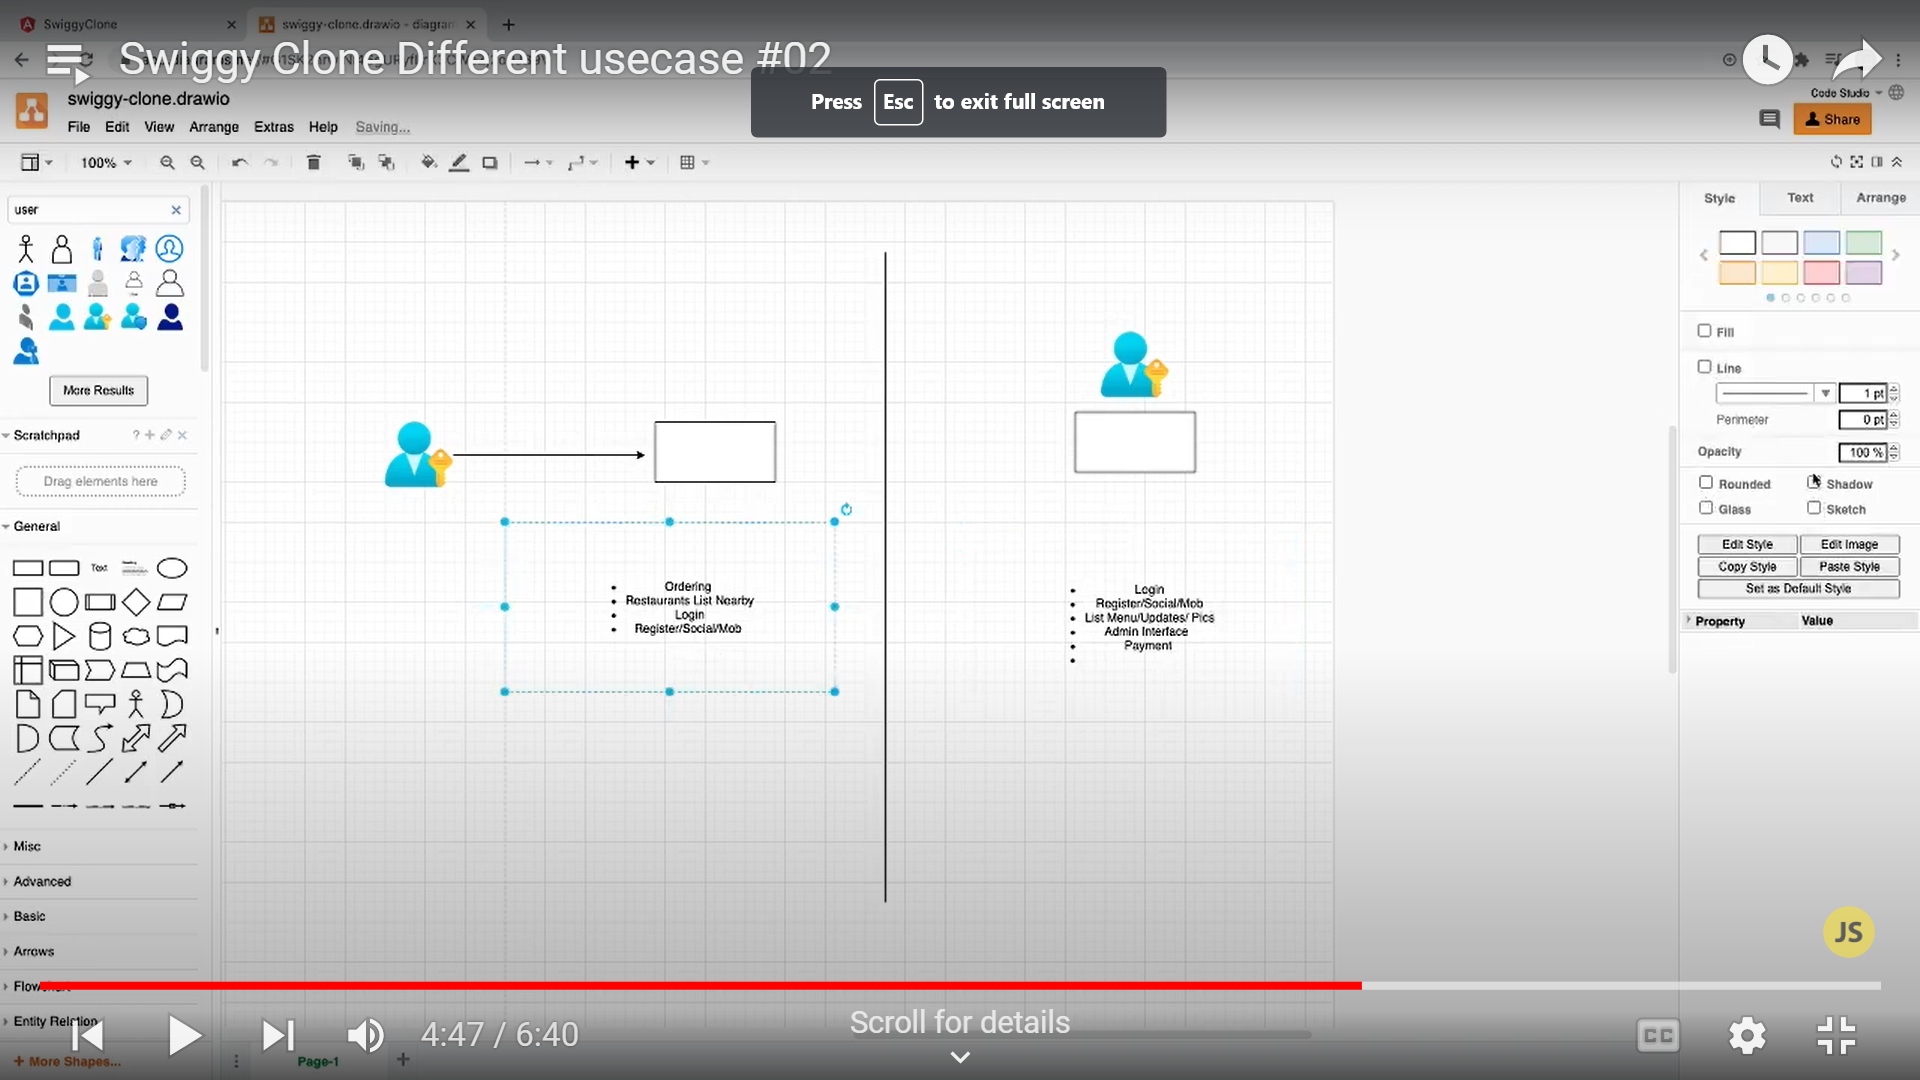 SwiggyClone
swiggy-clone.drawio - diagram
Swiggy Clone Different usecase #02
Press Esc to exit full screen
swiggy-clone.drawio
Code Studio
File Edit View Arrange Extras Help Saving...
Share
100%
user
Style Text Arrange
More Results
Fill
Line
1 pt
Perimeter 0 pt
Opacity 100 %
Scratchpad ?
Drag elements here
Rounded Shadow
Glass Sketch
General
Edit Style Edit Image
Copy Style Paste Style
Set as Default Style
Property Value
Text
Ordering
Restaurants List Nearby
Login
Register/Social/Mob
Login
Register/Social/Mob
List Menu/Updates/ Pics
Admin Interface
Payment
Misc
Advanced
Basic
Arrows
JS
Flowchart
Entity Relation
4:47 / 6:40
Scroll for details
CC
+ More Shapes...
Page-1